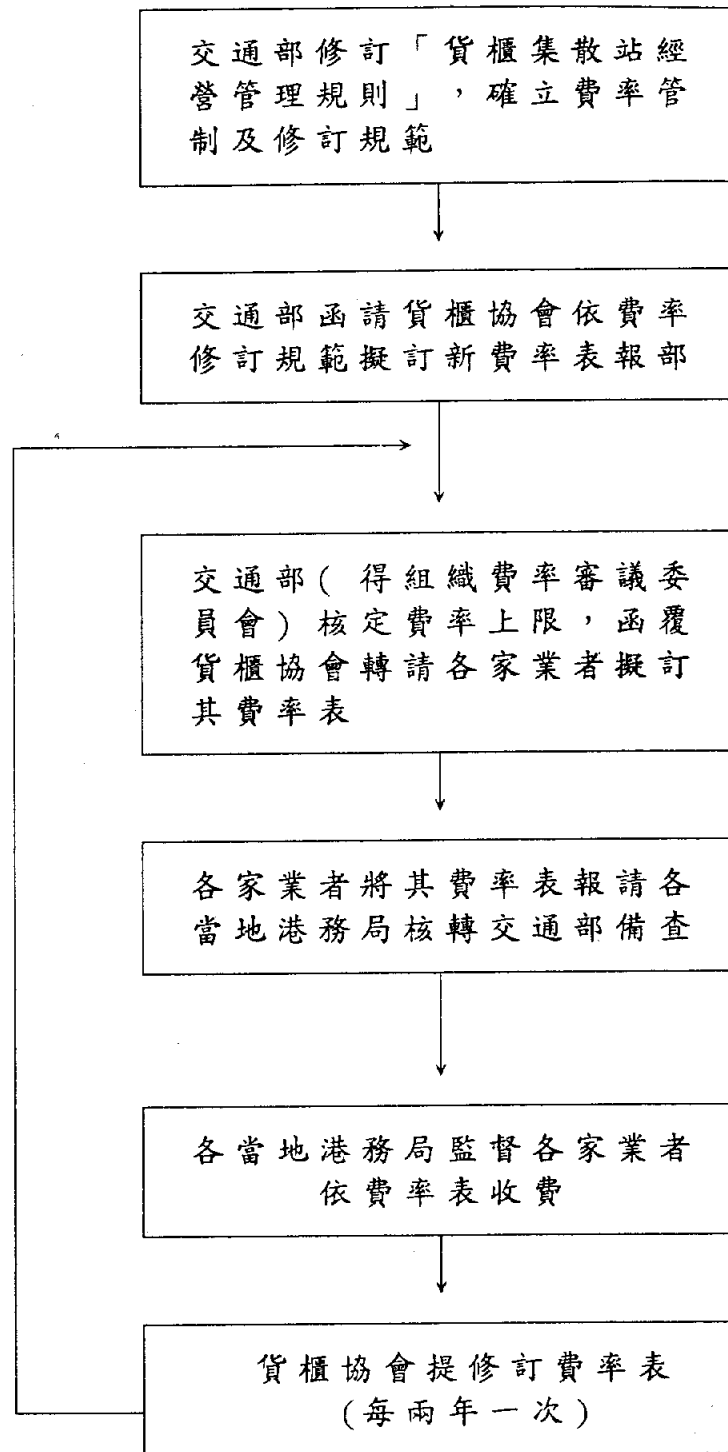 交通部修訂「貨櫃集散站經
營管理規則」，確立費率管
制及修訂規範
交通部函請貨櫃協會依費率
修訂規範擬訂新費率表報部
交通部(得組織費率審議委
員會)核定費率上限，函覆
貨櫃協會轉請各家業者擬訂
其費率表
各家業者將其費率表報請各
當地港務局核轉交通部備查
各當地港務局監督各家業者
依費率表收費
貨櫃協會提修訂費率表
(每兩年一次)